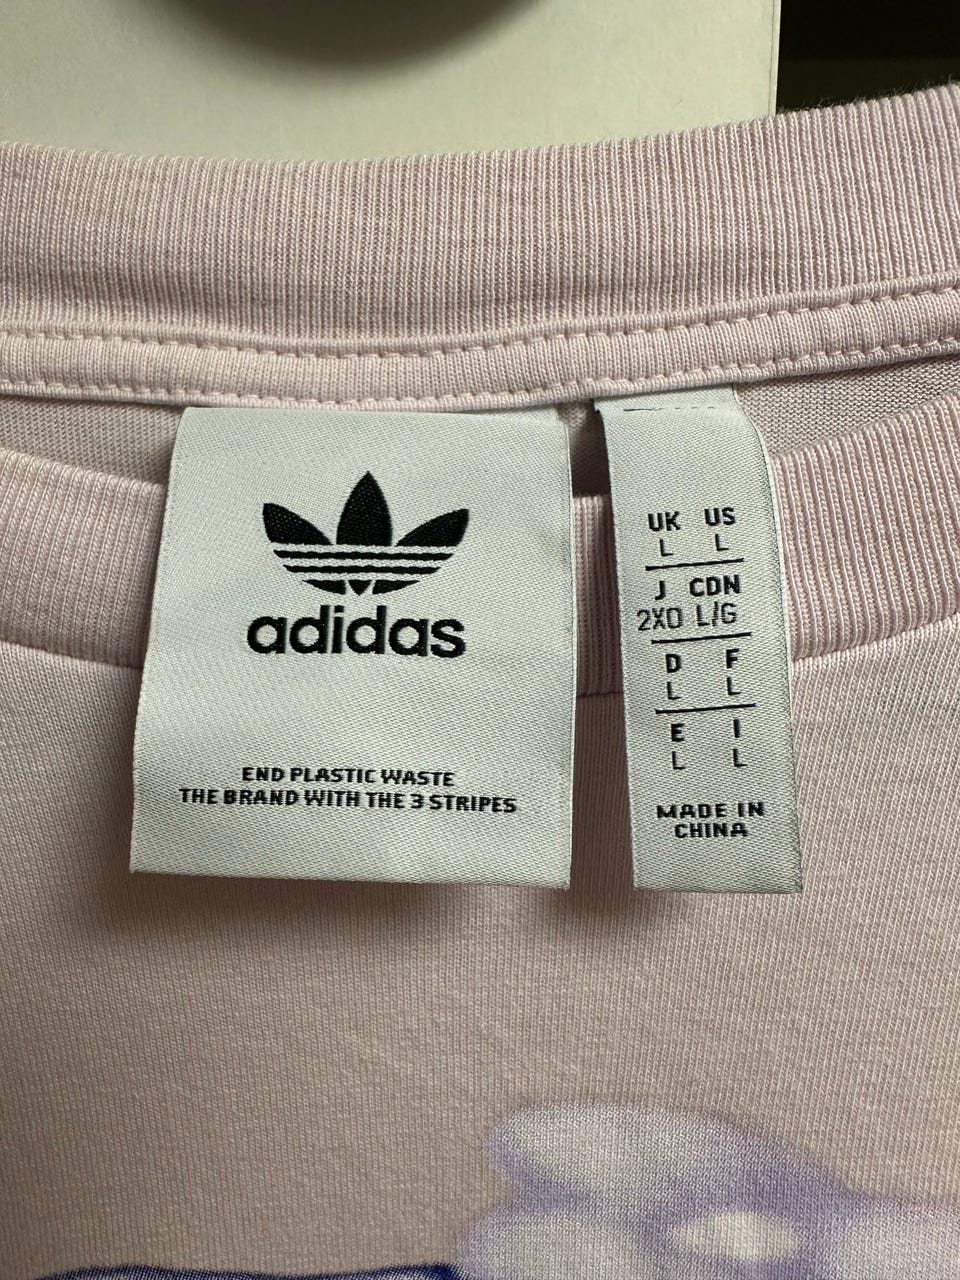 adidas
END PLASTIC WASTE
THE BRAND WITH THE 3 STRIPES
UK US
L L
J CDN
2XO L/G
D F
L L
E I
L L
MADE IN
CHINA